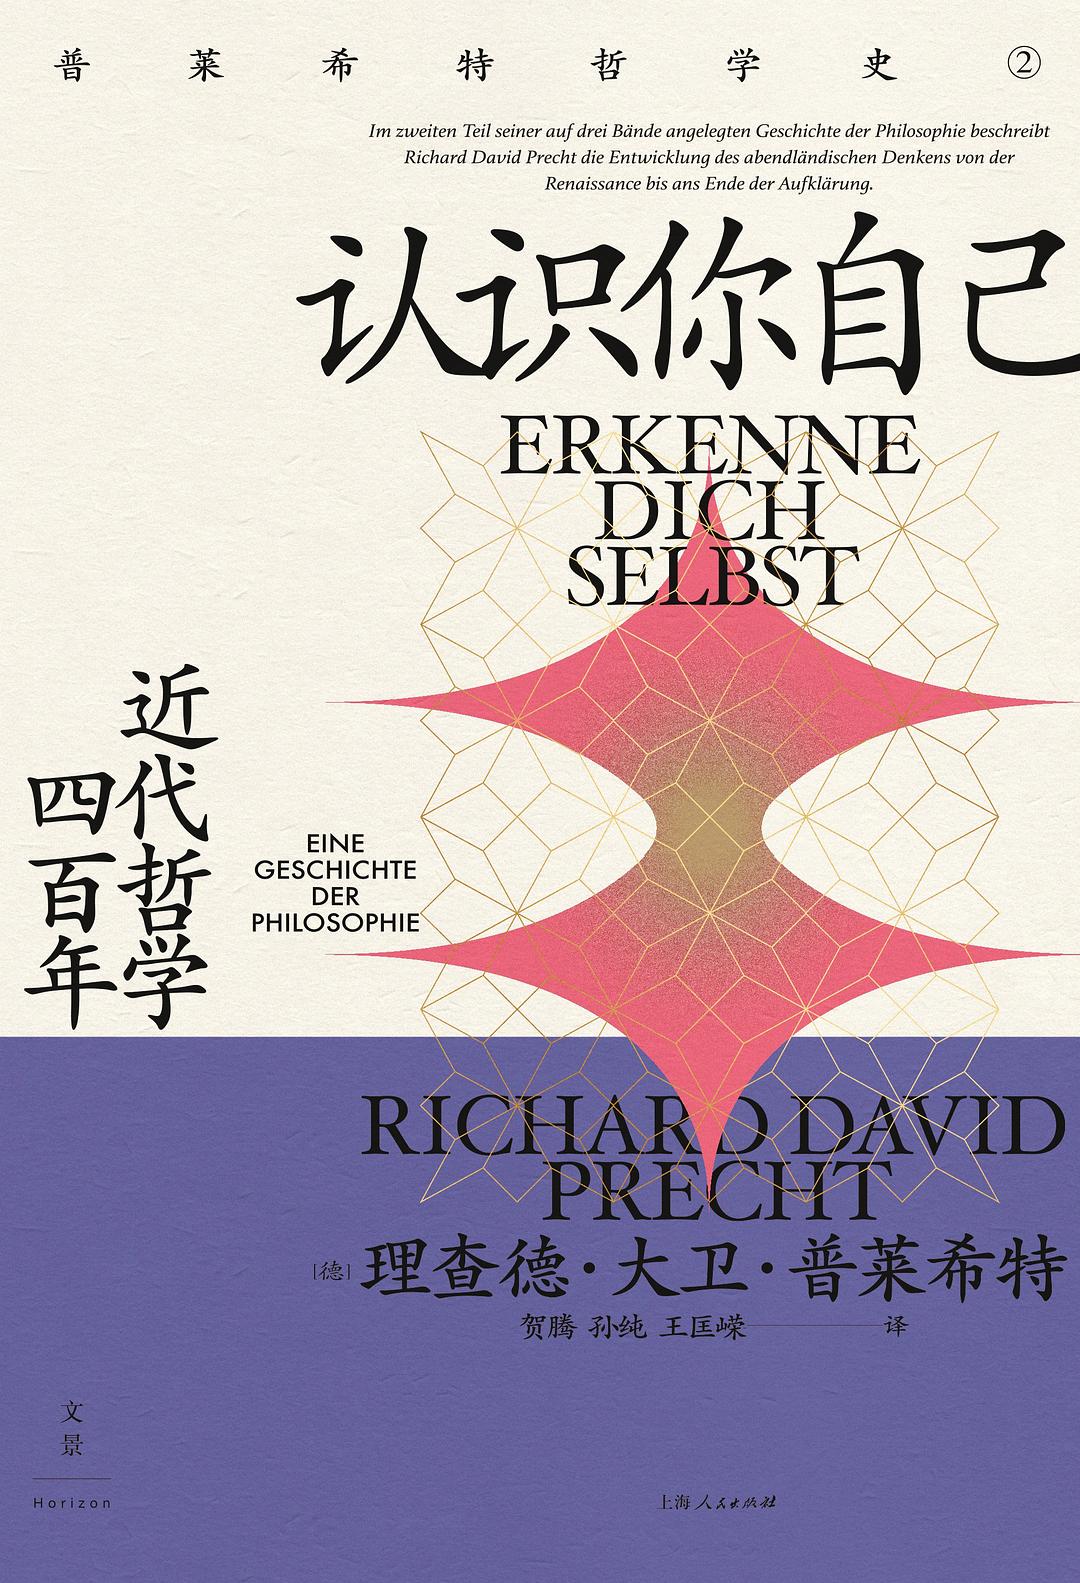 普莱希特哲学史②
Im zweiten Teil seiner auf drei Bände angelegten Geschichte der Philosophie beschreibt
Richard David Precht die Entwicklung des abendländischen Denkens von der
Renaissance bis ans Ende der Aufklärung.
认识你自己
ERKENNE
DICH
SELBST
近代哲学
四百年
EINE
GESCHICHTE
DER
PHILOSOPHIE
RICHARD DAVID
PRECHT
[德] 理查德·大卫·普莱希特
贺腾 孙纯 王匡嵘——译
文景
Horizon
上海人民出版社